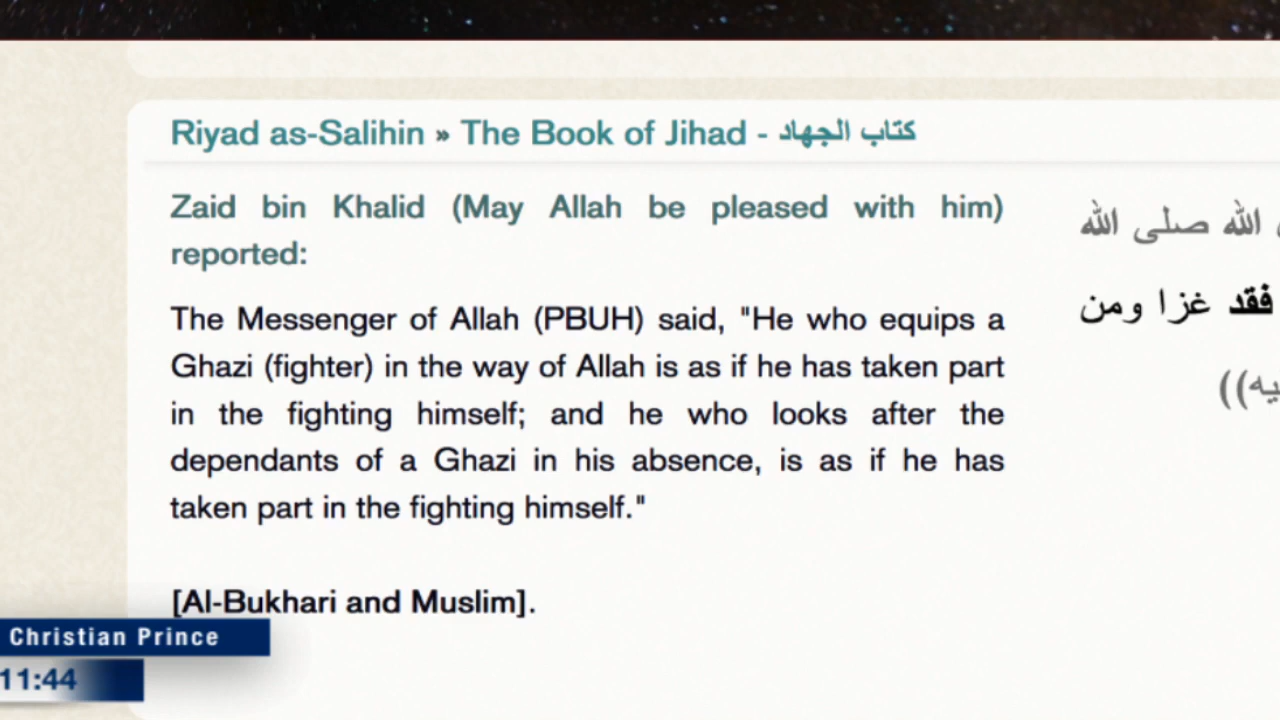 Riyad as-Salihin » The Book of Jihad - كتاب الجهاد
Zaid bin Khalid (May Allah be pleased with him)
reported:
The Messenger of Allah (PBUH) said, "He who equips a
Ghazi (fighter) in the way of Allah is as if he has taken part
in the fighting himself; and he who looks after the
dependants of a Ghazi in his absence, is as if he has
taken part in the fighting himself."
[Al-Bukhari and Muslim].
الله صلى الله
فقد غزا ومن
Christian Prince
11:44